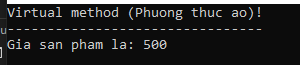 Virtual method (Phuong thuc ao)!
--------------------------------
Gia san pham la: 500